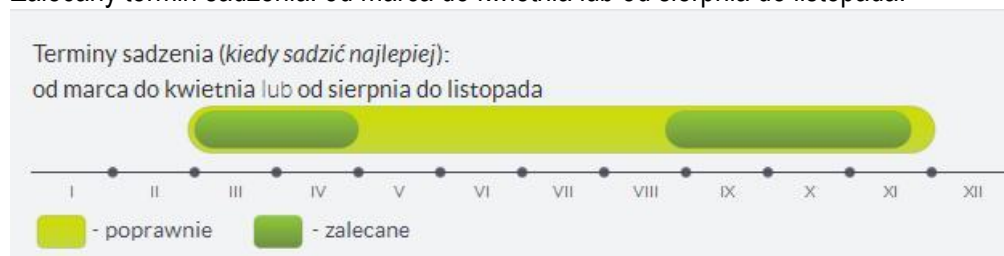 Zalecany termin sadzenia: od marca do kwietnia lub od sierpnia do listopada.
Terminy sadzenia (kiedy sadzić najlepiej):
od marca do kwietnia lub od sierpnia do listopada
I II III IV V VI VII VIII IX X XI XII
- poprawnie - zalecane